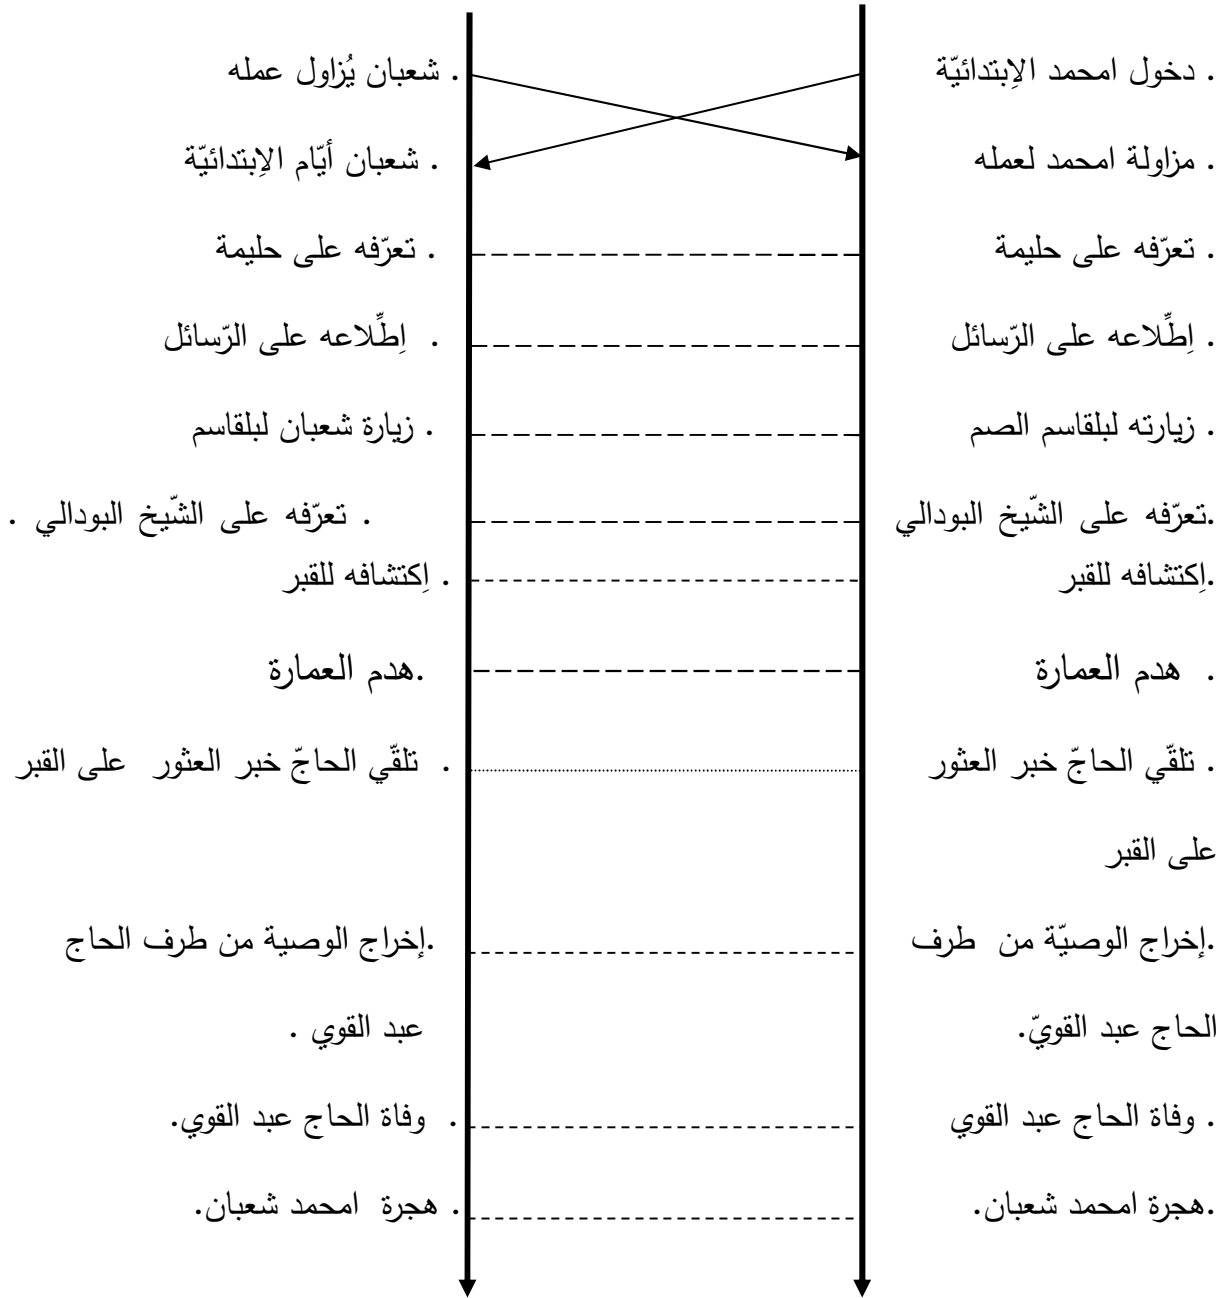 . دخول امحمد الإِبتدائيّة
. شعبان يُزاول عمله
. مزاولة امحمد لعمله
. شعبان أيّام الإِبتدائيّة
. تعرّفه على حليمة
. تعرّفه على حليمة
. اِطِّلاعه على الرّسائل
. اِطِّلاعه على الرّسائل
. زيارته لبلقاسم الصم
. زيارة شعبان لبلقاسم
.تعرّفه على الشّيخ البودالي
. تعرّفه على الشّيخ البودالي .
.اِكتشافه للقبر
. اِكتشافه للقبر
. هدم العمارة
.هدم العمارة
. تلقّي الحاجّ خبر العثور
. تلقّي الحاجّ خبر العثور على القبر
على القبر
.إخراج الوصيّة من طرف
.إخراج الوصية من طرف الحاج
الحاج عبد القويّ.
عبد القوي .
. وفاة الحاج عبد القوي
. وفاة الحاج عبد القوي.
.هجرة امحمد شعبان.
. هجرة امحمد شعبان.